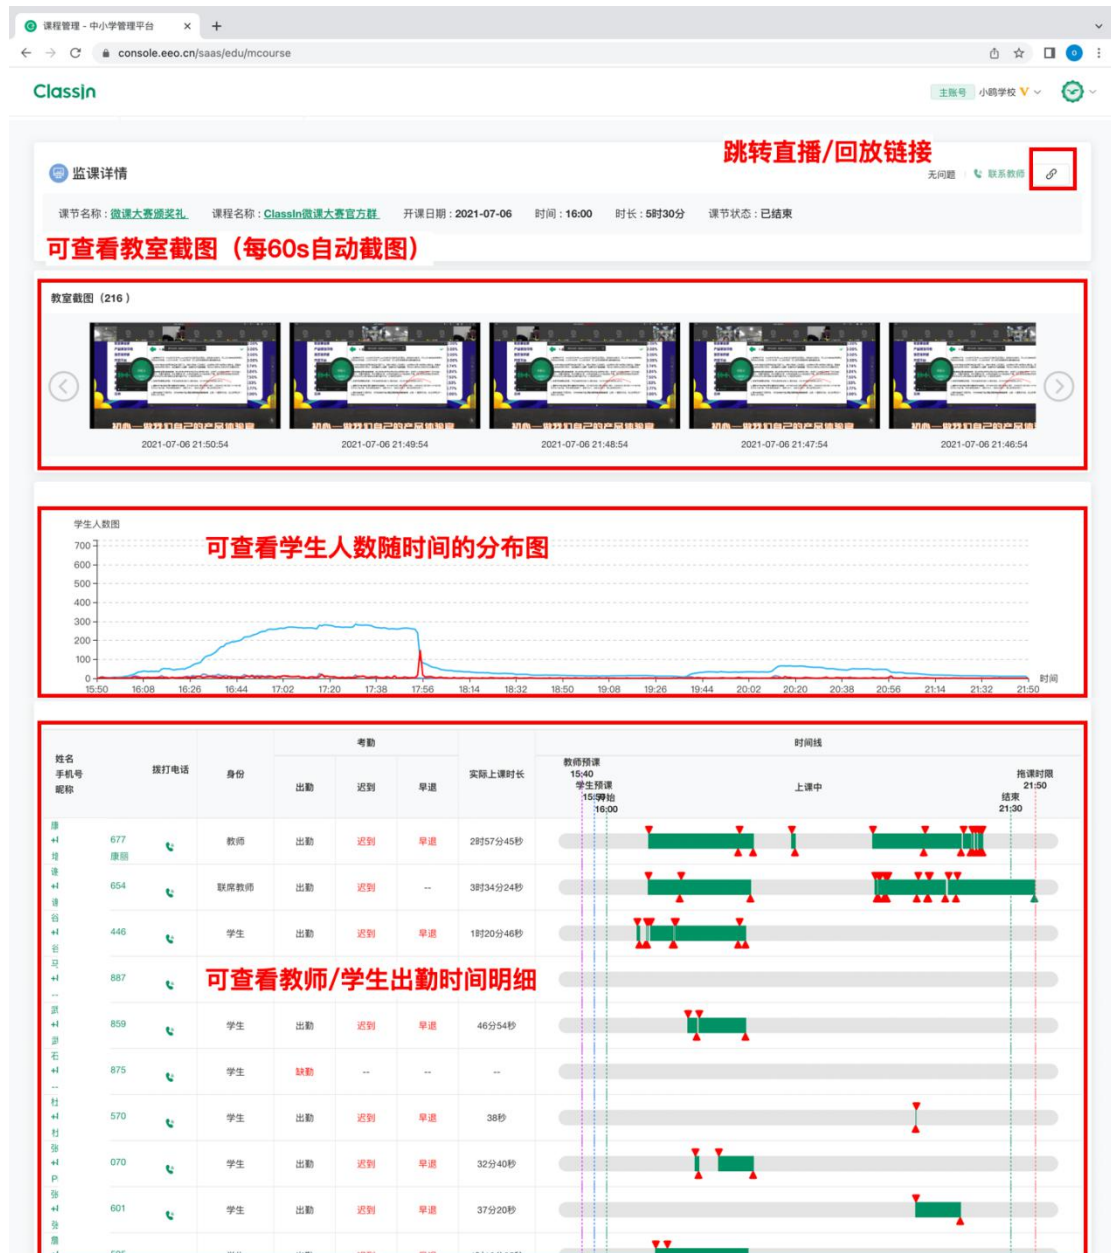 课程管理 - 中小学管理平台
console.eeo.cn/saas/edu/mcourse
ClassIn
主账号 小鸥学校 V
跳转直播/回放链接
监课详情
无问题 联系教师
课节名称：微课大赛颁奖礼 课程名称：ClassIn微课大赛官方群 开课日期：2021-07-06 时间：16:00 时长：5时30分 课节状态：已结束
可查看教室截图（每60s自动截图）
教室截图（216）
2021-07-06 21:50:54 2021-07-06 21:49:54 2021-07-06 21:48:54 2021-07-06 21:47:54 2021-07-06 21:46:54
学生人数图
可查看学生人数随时间的分布图
700
600
500
400
300
200
100
0
15:50 16:08 16:26 16:44 17:02 17:20 17:38 17:56 18:14 18:32 18:50 19:08 19:26 19:44 20:02 20:20 20:38 20:56 21:14 21:32 21:50
时间
姓名
手机号
昵称
拨打电话
身份
考勤
出勤 迟到 早退
实际上课时长
时间线
教师预课
15:40
学生预课
15:50
开始
16:00
上课中
结束
21:30
拖课时限
21:50
康
677 教师 出勤 迟到 早退 2时57分45秒
康丽
654 联席教师 出勤 迟到 -- 3时34分24秒
谷
446 学生 出勤 迟到 早退 1时20分46秒
谷
马
887
--
可查看教师/学生出勤时间明细
武
859 学生 出勤 迟到 早退 46分54秒
武
石
875 学生 缺勤 -- -- --
--
杜
570 学生 出勤 迟到 早退 38秒
杜
张
070 学生 出勤 迟到 早退 32分40秒
P
张
601 学生 出勤 迟到 早退 37分20秒
张